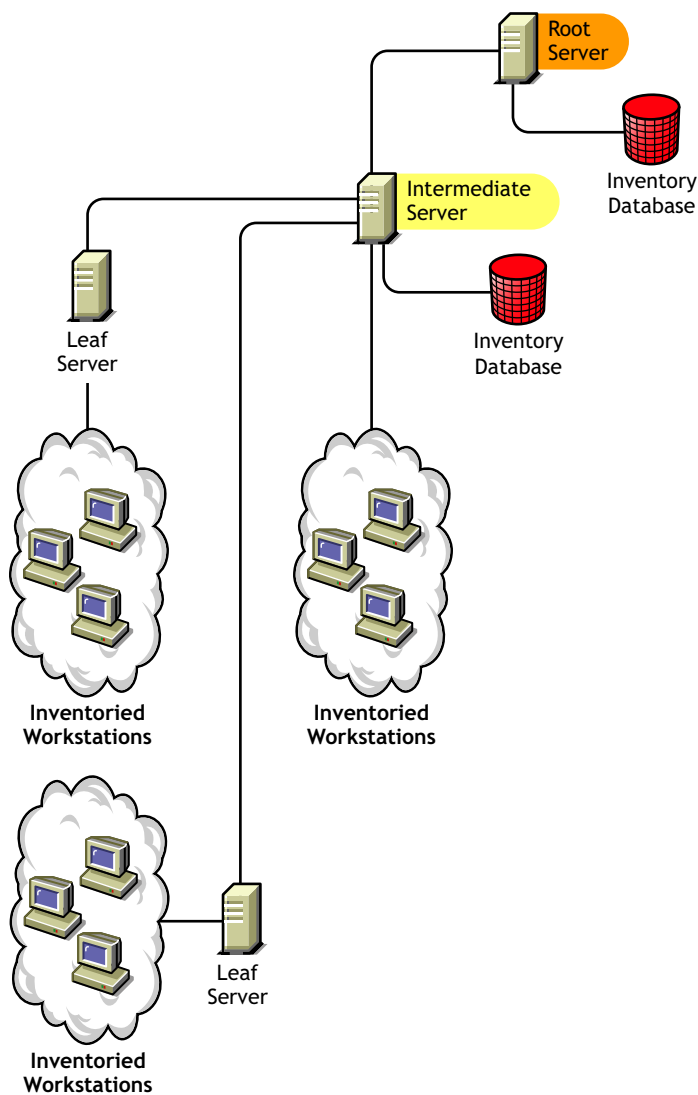 Root
Server
Inventory
Database
Intermediate
Server
Inventory
Database
Leaf
Server
Inventoried
Workstations
Inventoried
Workstations
Leaf
Server
Inventoried
Workstations